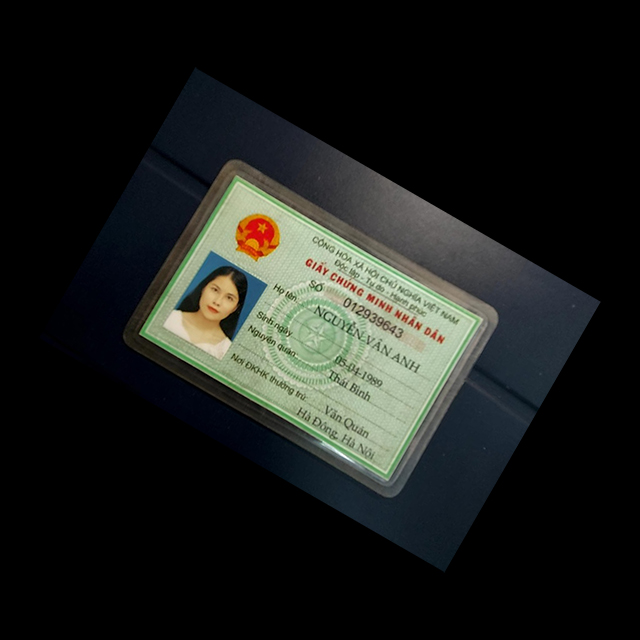 CỘNG HÒA XÃ HỘI CHỦ NGHĨA VIỆT NAM
Độc lập - Tự do - Hạnh phúc
GIẤY CHỨNG MINH NHÂN DÂN
SỐ 012939643
Họ tên NGUYỄN VÂN ANH
Sinh ngày -04-1989
Nguyên quán Thái Bình
Nơi ĐKHK thường trú: Văn Quán
Hà Đông, Hà Nội